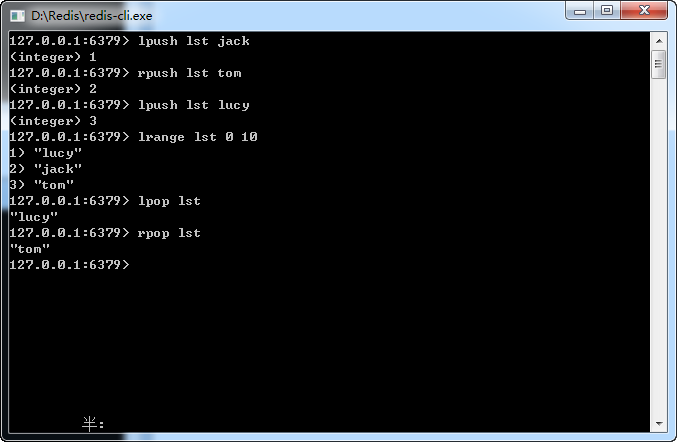 D:\Redis\redis-cli.exe
127.0.0.1:6379> lpush lst jack
(integer) 1
127.0.0.1:6379> rpush lst tom
(integer) 2
127.0.0.1:6379> lpush lst lucy
(integer) 3
127.0.0.1:6379> lrange lst 0 10
1) "lucy"
2) "jack"
3) "tom"
127.0.0.1:6379> lpop lst
"lucy"
127.0.0.1:6379> rpop lst
"tom"
127.0.0.1:6379>
半: